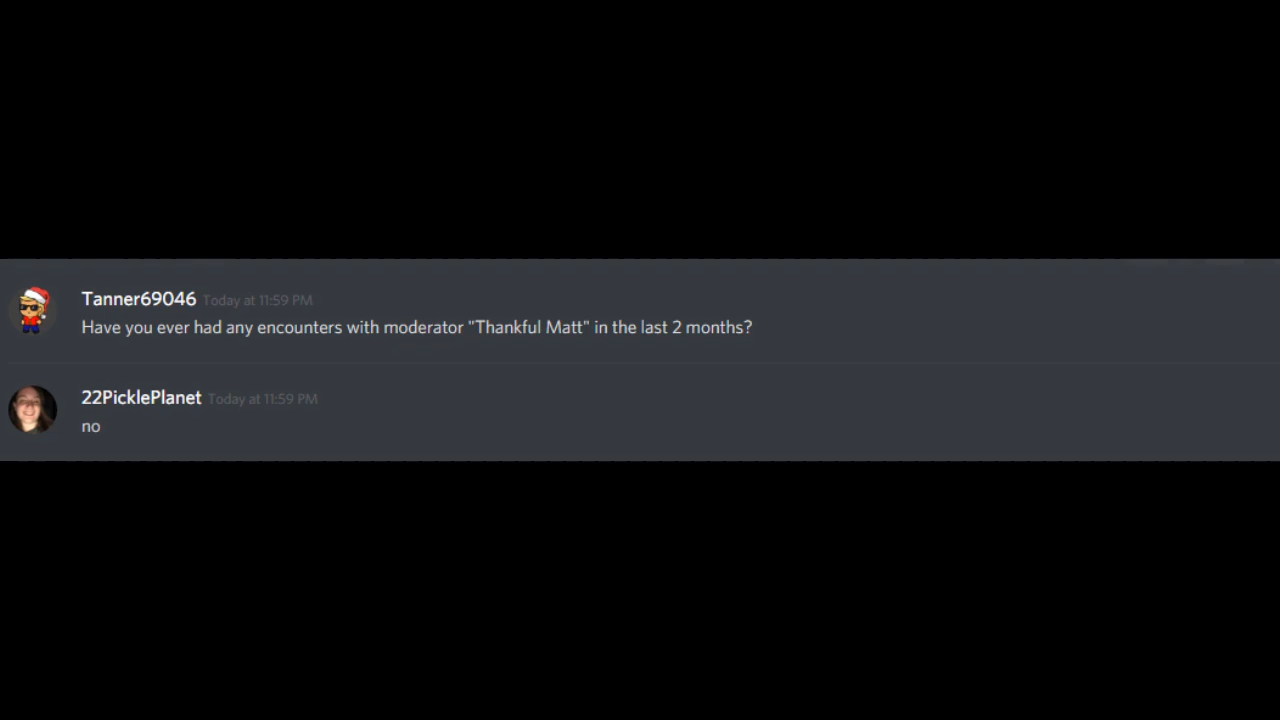 Tanner69046 Today at 11:59 PM
Have you ever had any encounters with moderator "Thankful Matt" in the last 2 months?
22PicklePlanet Today at 11:59 PM
no